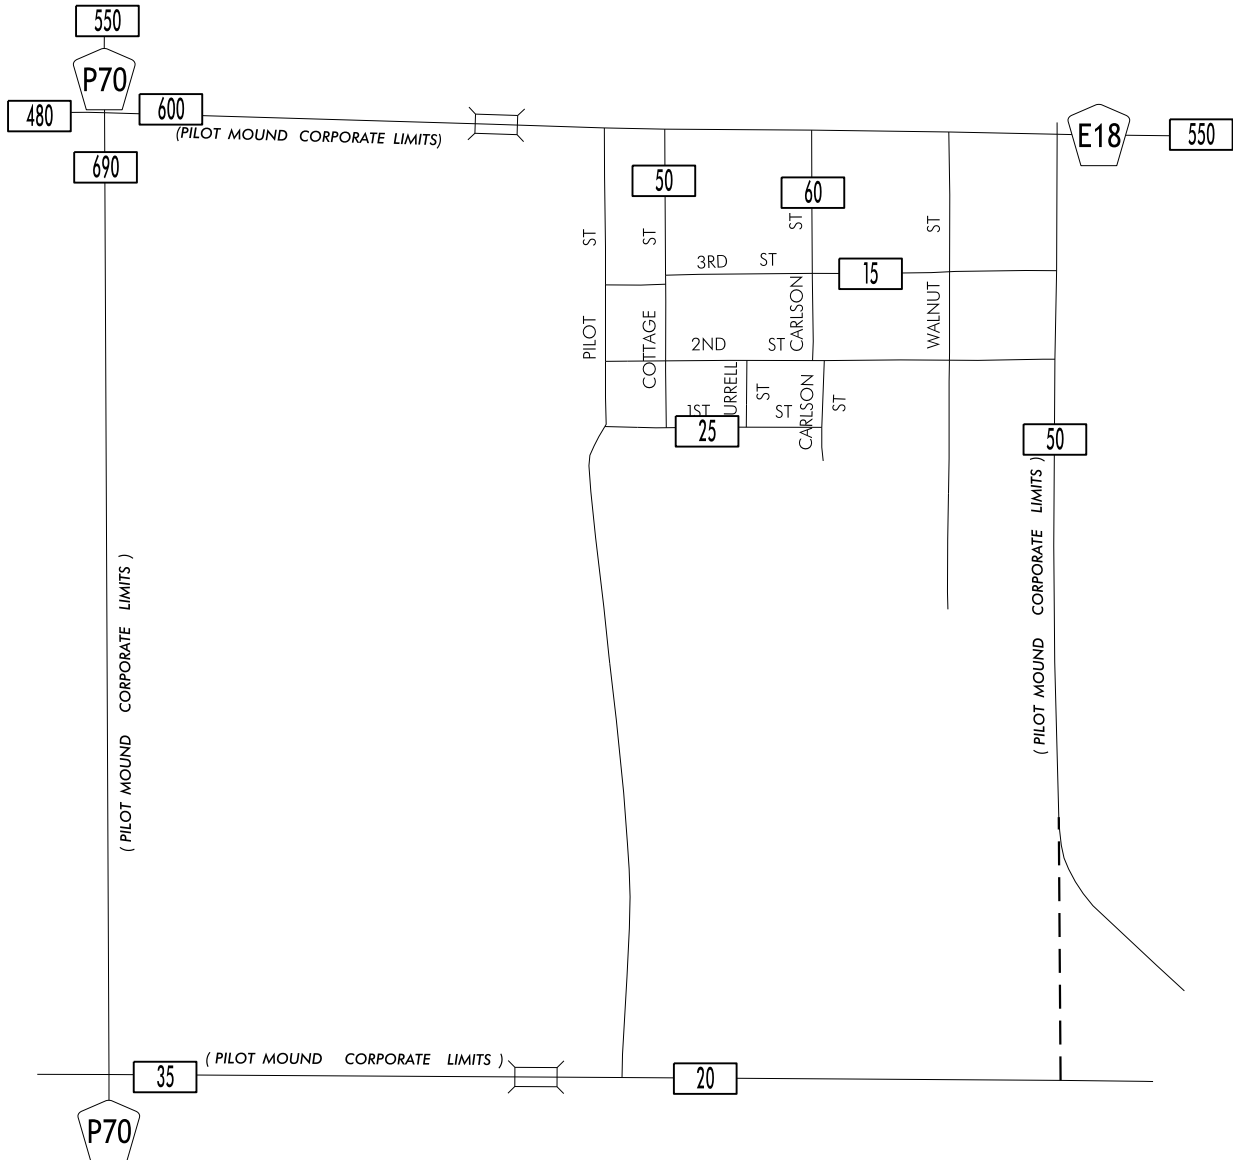 550
P70
480
600
(PILOT MOUND CORPORATE LIMITS)
E18
550
690
50
60
PILOT ST
COTTAGE ST
CARLSON ST
WALNUT ST
3RD ST
15
2ND ST
URRELL ST
CARLSON ST
1ST ST
25
50
( PILOT MOUND CORPORATE LIMITS )
( PILOT MOUND CORPORATE LIMITS )
( PILOT MOUND CORPORATE LIMITS )
35
20
P70